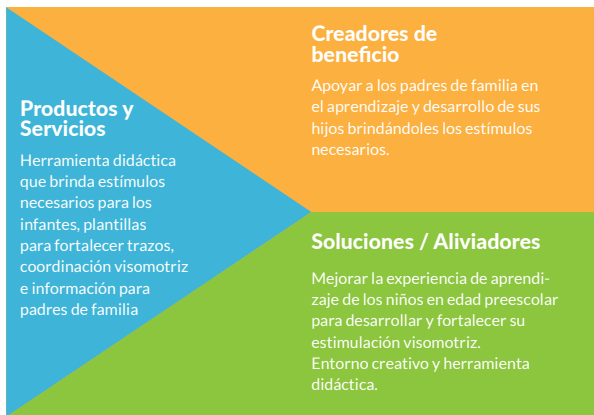 Productos y
Servicios
Herramienta didáctica
que brinda estímulos
necesarios para los
infantes, plantillas
para fortalecer trazos,
coordinación visomotriz
e información para
padres de familia
Creadores de
beneficio
Apoyar a los padres de familia en
el aprendizaje y desarrollo de sus
hijos brindándoles los estímulos
necesarios.
Soluciones / Aliviadores
Mejorar la experiencia de aprendi-
zaje de los niños en edad preescolar
para desarrollar y fortalecer su
estimulación visomotriz.
Entorno creativo y herramienta
didáctica.